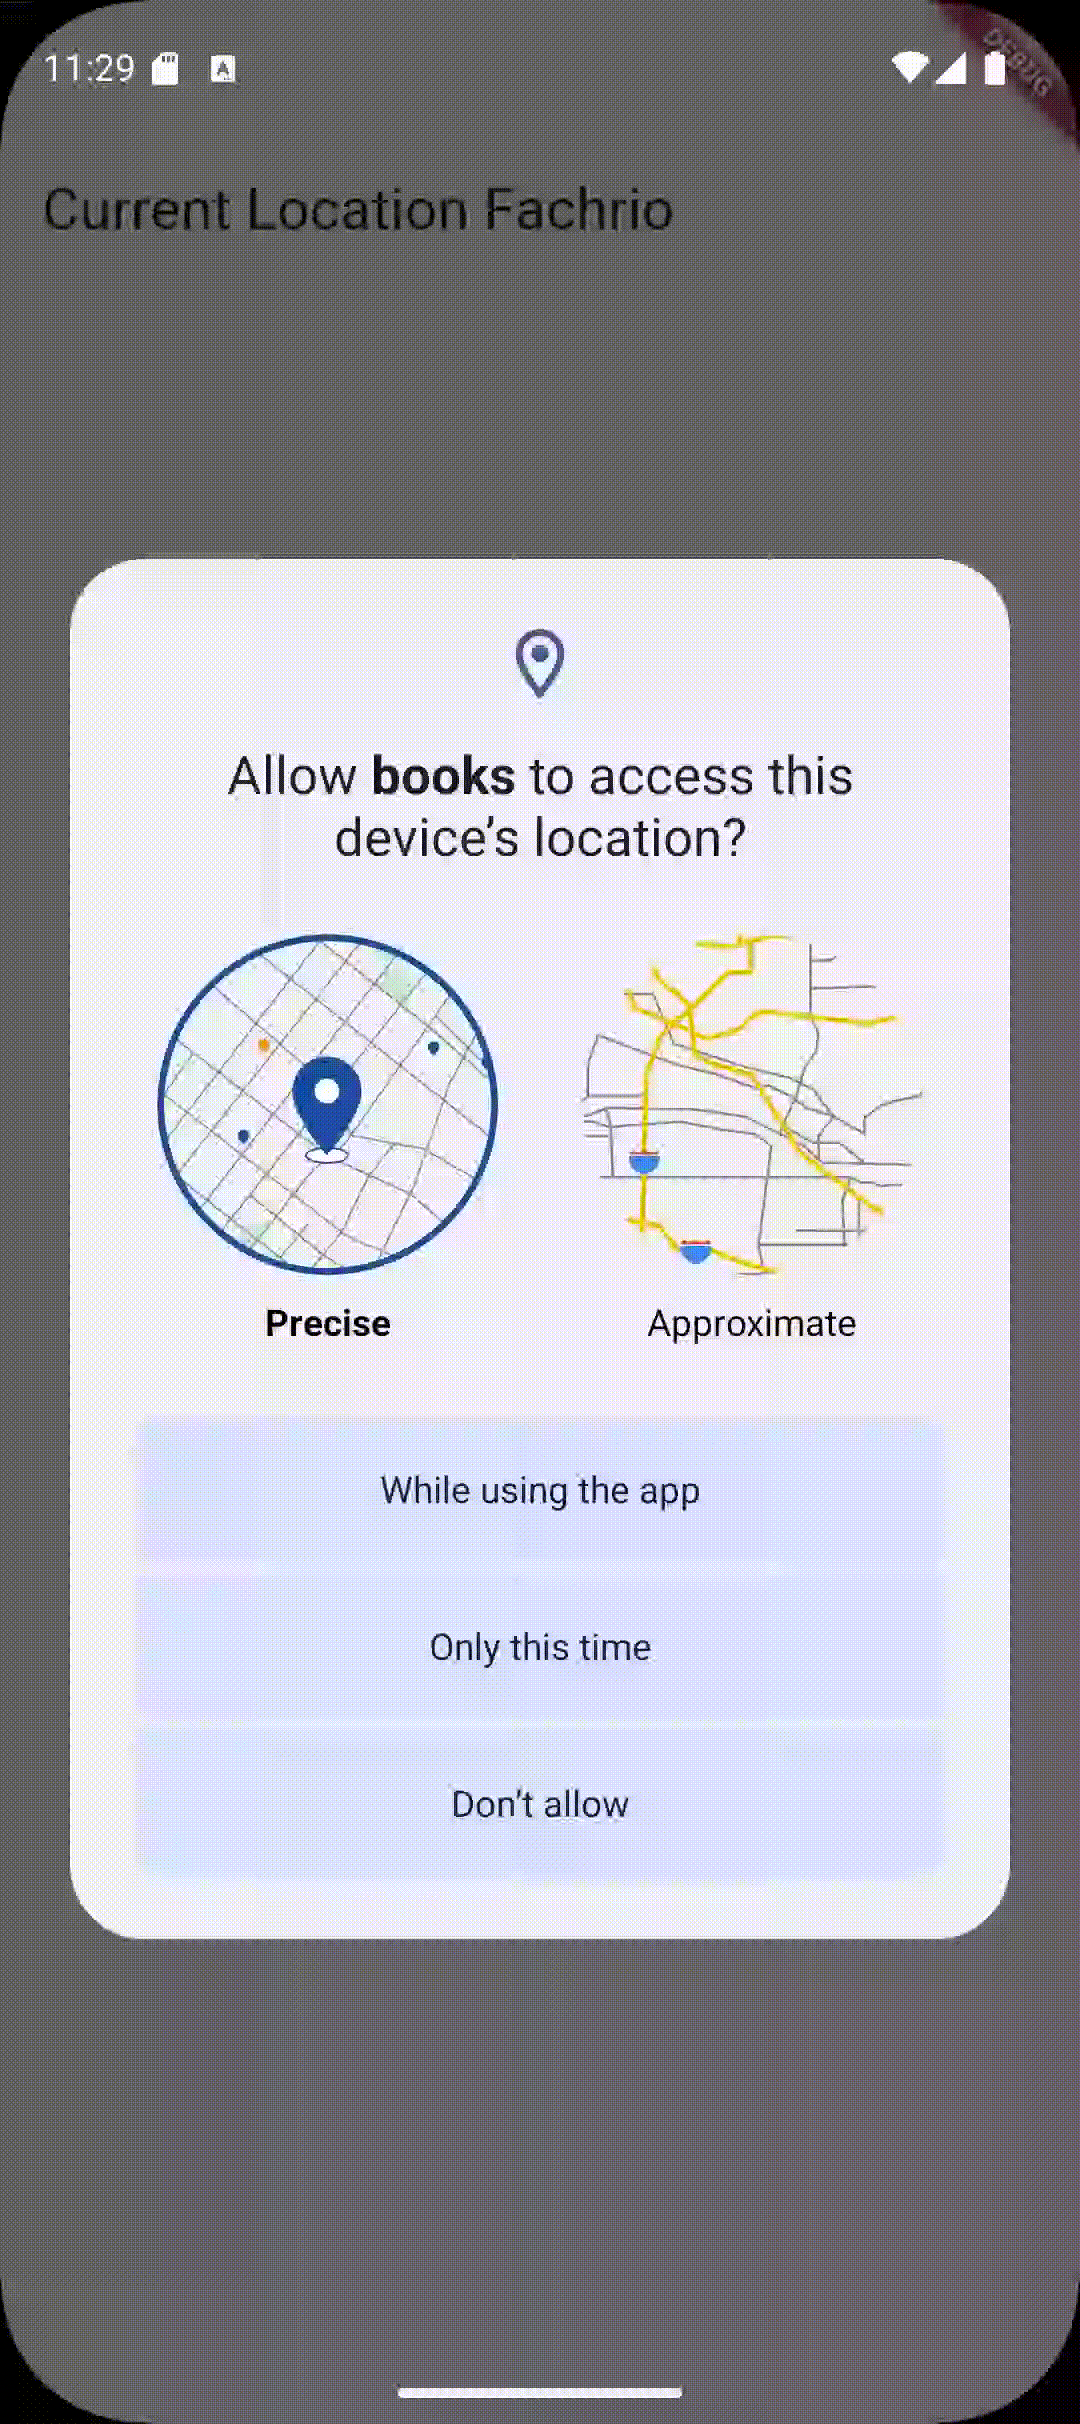 11:29
DEBUG
Current Location Fachrio
Allow books to access this
device’s location?
Precise
Approximate
While using the app
Only this time
Don’t allow